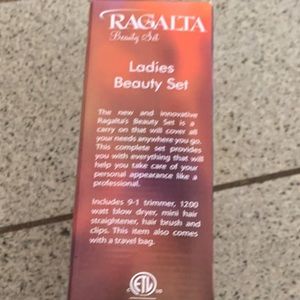 RAGALTA
Beauty Set
Ladies
Beauty Set
The new and innovative
Ragalta's Beauty Set is a
carry on that will cover all
your needs anywhere you go.
This complete set provides
you with everything that will
help you take care of your
personal appearance like a
professional.
Includes 9-1 trimmer, 1200
watt blow dryer, mini hair
straightener, hair brush and
clips. This item also comes
with a travel bag.
ETL